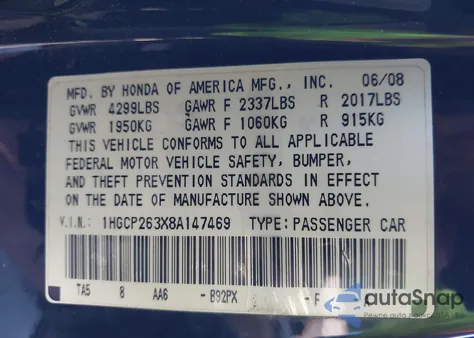 MFD. BY HONDA OF AMERICA MFG., INC. 06/08
GVWR 4299LBS GAWR F 2337LBS R 2017LBS
GVWR 1950KG GAWR F 1060KG R 915KG
THIS VEHICLE CONFORMS TO ALL APPLICABLE
FEDERAL MOTOR VEHICLE SAFETY, BUMPER,
AND THEFT PREVENTION STANDARDS IN EFFECT
ON THE DATE OF MANUFACTURE SHOWN ABOVE.
V.I.N.: 1HGCP263X8A147469 TYPE: PASSENGER CAR
TA5 8 AA6 -B92PX -F
autoSnap
Pewne auto z